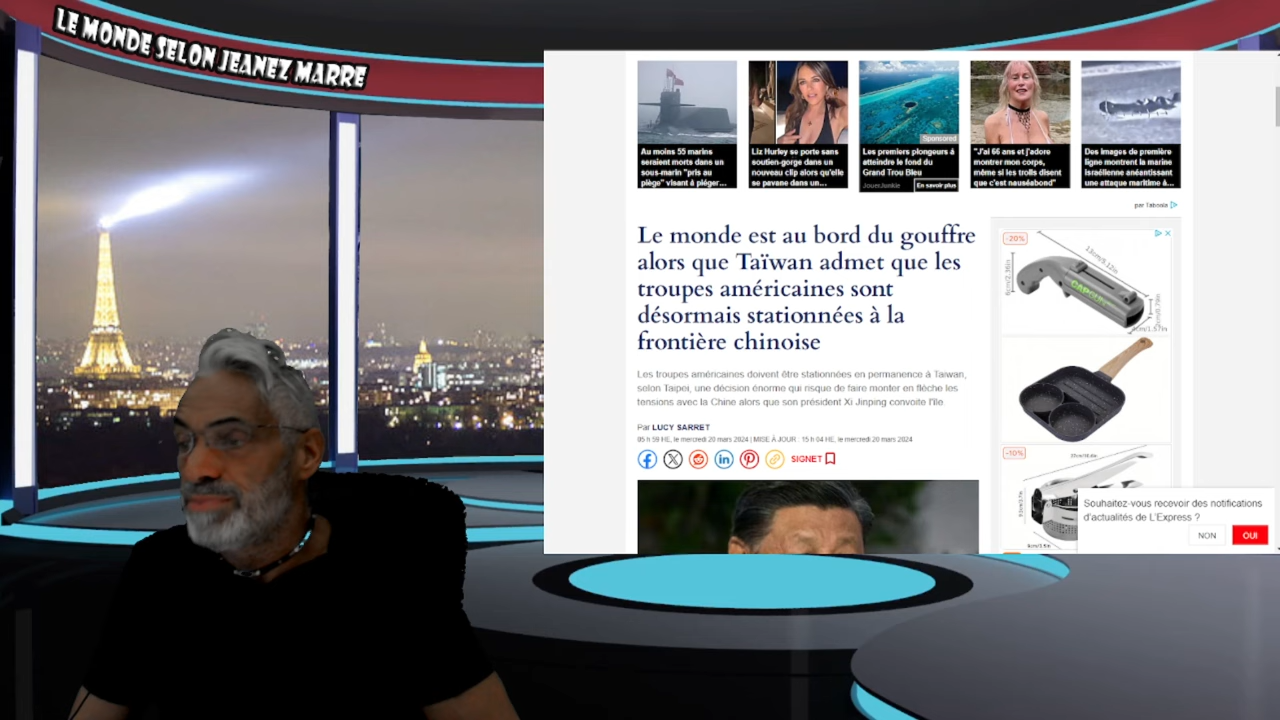 LE MONDE SELON JEANEZ MARRE
Au moins 55 marins
seraient morts dans un
sous-marin "pris au
piège" visant à piéger...
Liz Hurley se porte sans
soutien-gorge dans un
nouveau clip alors qu'elle
se pavane dans un...
Sponsored
Les premiers plongeurs à
atteindre le fond du
Grand Trou Bleu
JouerJunkie
En savoir plus
"J'ai 66 ans et j'adore
montrer mon corps,
même si les trolls disent
que c'est nauséabond"
Des images de première
ligne montrent la marine
israélienne anéantissant
une attaque maritime à...
par Taboola
Le monde est au bord du gouffre
alors que Taïwan admet que les
troupes américaines sont
désormais stationnées à la
frontière chinoise
Les troupes américaines doivent être stationnées en permanence à Taïwan,
selon Taipei, une décision énorme qui risque de faire monter en flèche les
tensions avec la Chine alors que son président Xi Jinping convoite l'île
Par LUCY SARRET
05 h 59 HE, le mercredi 20 mars 2024 | MISE À JOUR : 15 h 04 HE, le mercredi 20 mars 2024
SIGNET
-20%
13cm/5.12in
-10%
Souhaitez-vous recevoir des notifications
d'actualités de L'Express ?
NON
OUI